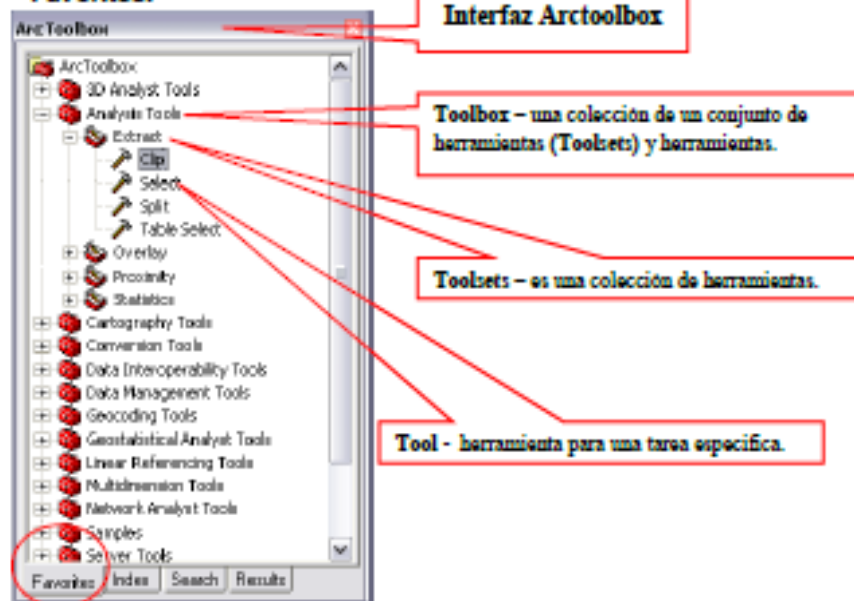 Favorites.
Interfaz Arctoolbox
ArcToolbox
ArcToolbox
3D Analyst Tools
Analysis Tools
Extract
Clip
Select
Split
Table Select
Overlay
Proximity
Statistics
Cartography Tools
Conversion Tools
Data Interoperability Tools
Data Management Tools
Geocoding Tools
Geostatistical Analyst Tools
Linear Referencing Tools
Multidimension Tools
Network Analyst Tools
Samples
Server Tools
Favorites Index Search Results
Toolbox – una colección de un conjunto de
herramientas (Toolsets) y herramientas.
Toolsets – es una colección de herramientas.
Tool - herramienta para una tarea especifica.